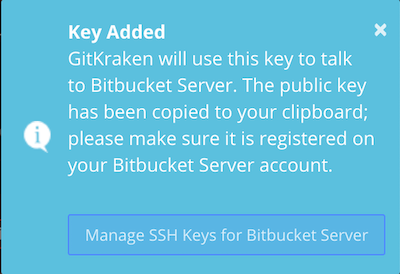 Key Added
GitKraken will use this key to talk
to Bitbucket Server. The public key
has been copied to your clipboard;
please make sure it is registered on
your Bitbucket Server account.
Manage SSH Keys for Bitbucket Server